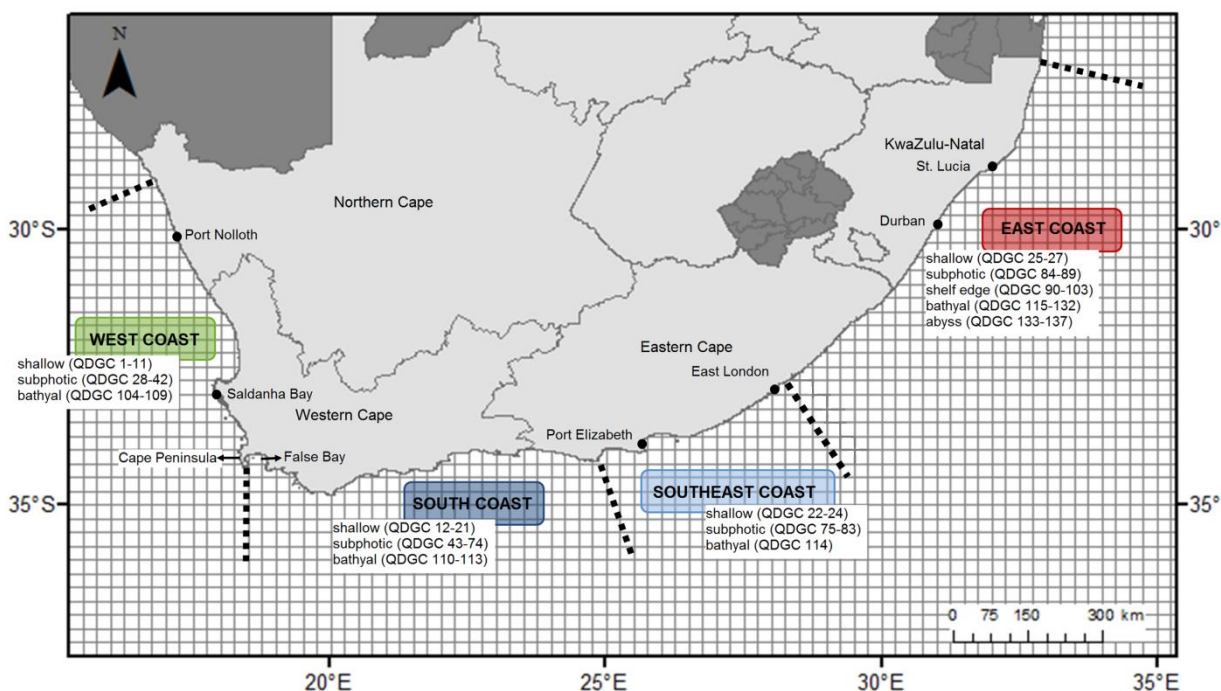 N
KwaZulu-Natal
St. Lucia
Northern Cape
30°S
30°
Port Nolloth
Durban
EAST COAST
shallow (QDGC 25-27)
subphotic (QDGC 84-89)
shelf edge (QDGC 90-103)
bathyal (QDGC 115-132)
abyss (QDGC 133-137)
WEST COAST
shallow (QDGC 1-11)
subphotic (QDGC 28-42)
bathyal (QDGC 104-109)
Eastern Cape
East London
Saldanha Bay
Western Cape
Port Elizabeth
Cape Peninsula
False Bay
35°S
35°S
SOUTH COAST
shallow (QDGC 12-21)
subphotic (QDGC 43-74)
bathyal (QDGC 110-113)
SOUTHEAST COAST
shallow (QDGC 22-24)
subphotic (QDGC 75-83)
bathyal (QDGC 114)
0 75 150 300 km
20°E 25°E 30°E 35°E